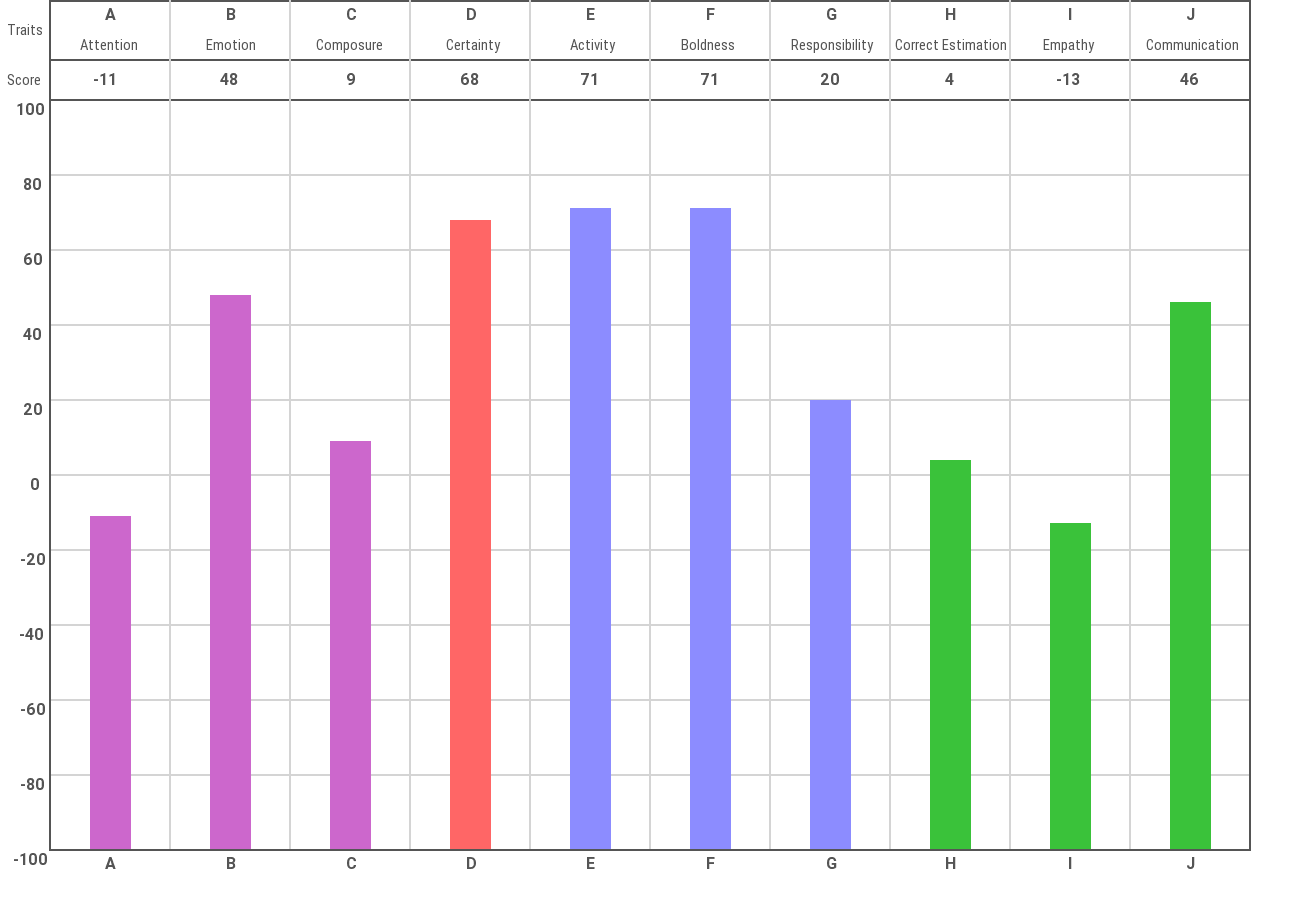 Traits
A B C D E F G H I J
Attention Emotion Composure Certainty Activity Boldness Responsibility Correct Estimation Empathy Communication
Score -11 48 9 68 71 71 20 4 -13 46
100
80
60
40
20
0
-20
-40
-60
-80
-100
A B C D E F G H I J